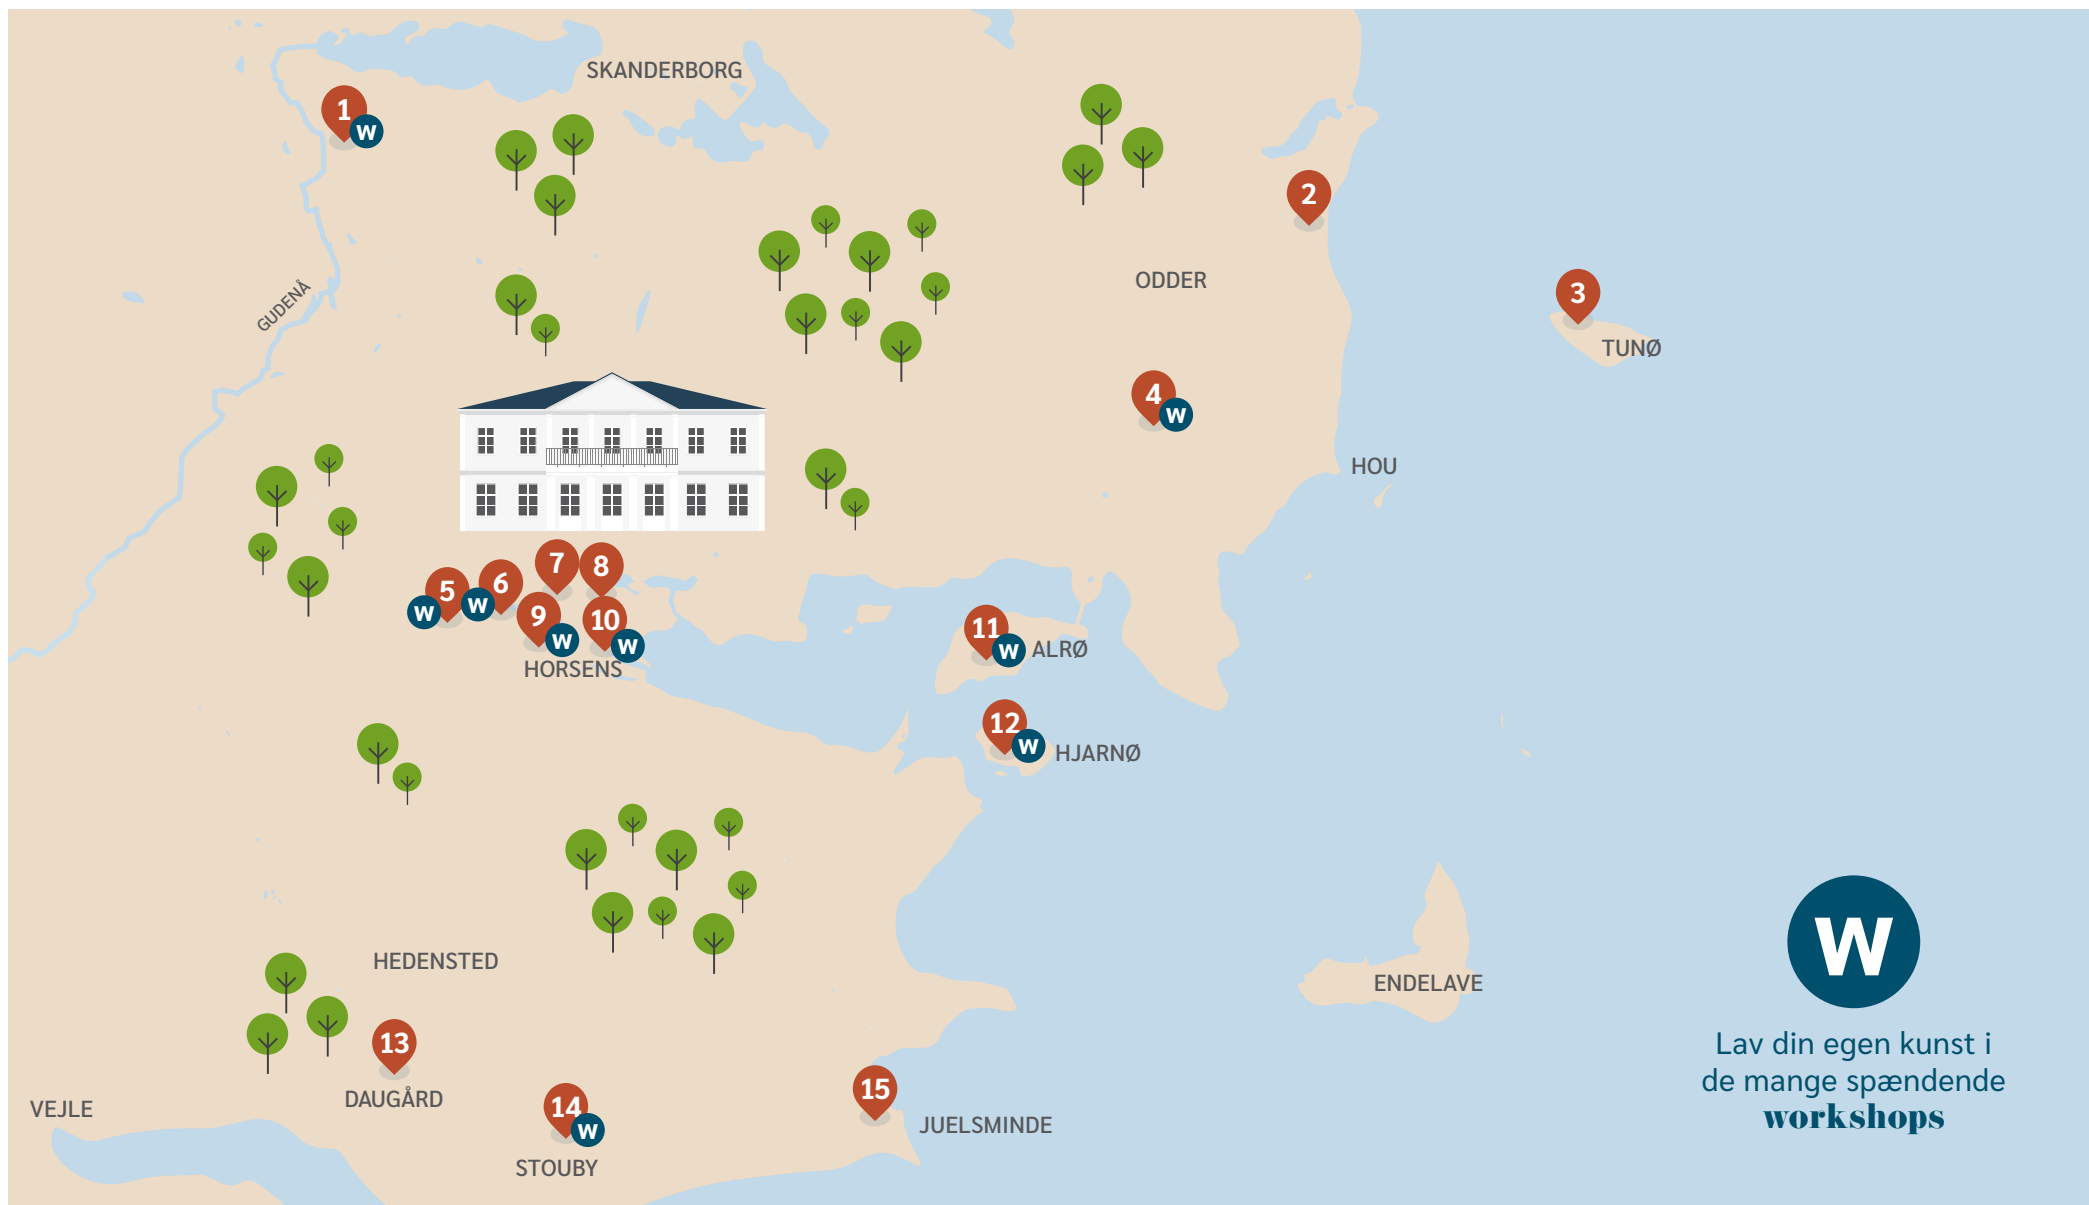 SKANDERBORG
1
W
2
GUDENÅ
ODDER
3
TUNØ
4
W
HOU
7
8
5
W
6
W
9
W
10
W
HORSENS
11
W
ALRØ
12
W
HJARNØ
HEDENSTED
ENDELAVE
W
Lav din egen kunst i
de mange spændende
workshops
13
DAUGÅRD
VEJLE
14
W
STOUBY
15
JUELSMINDE